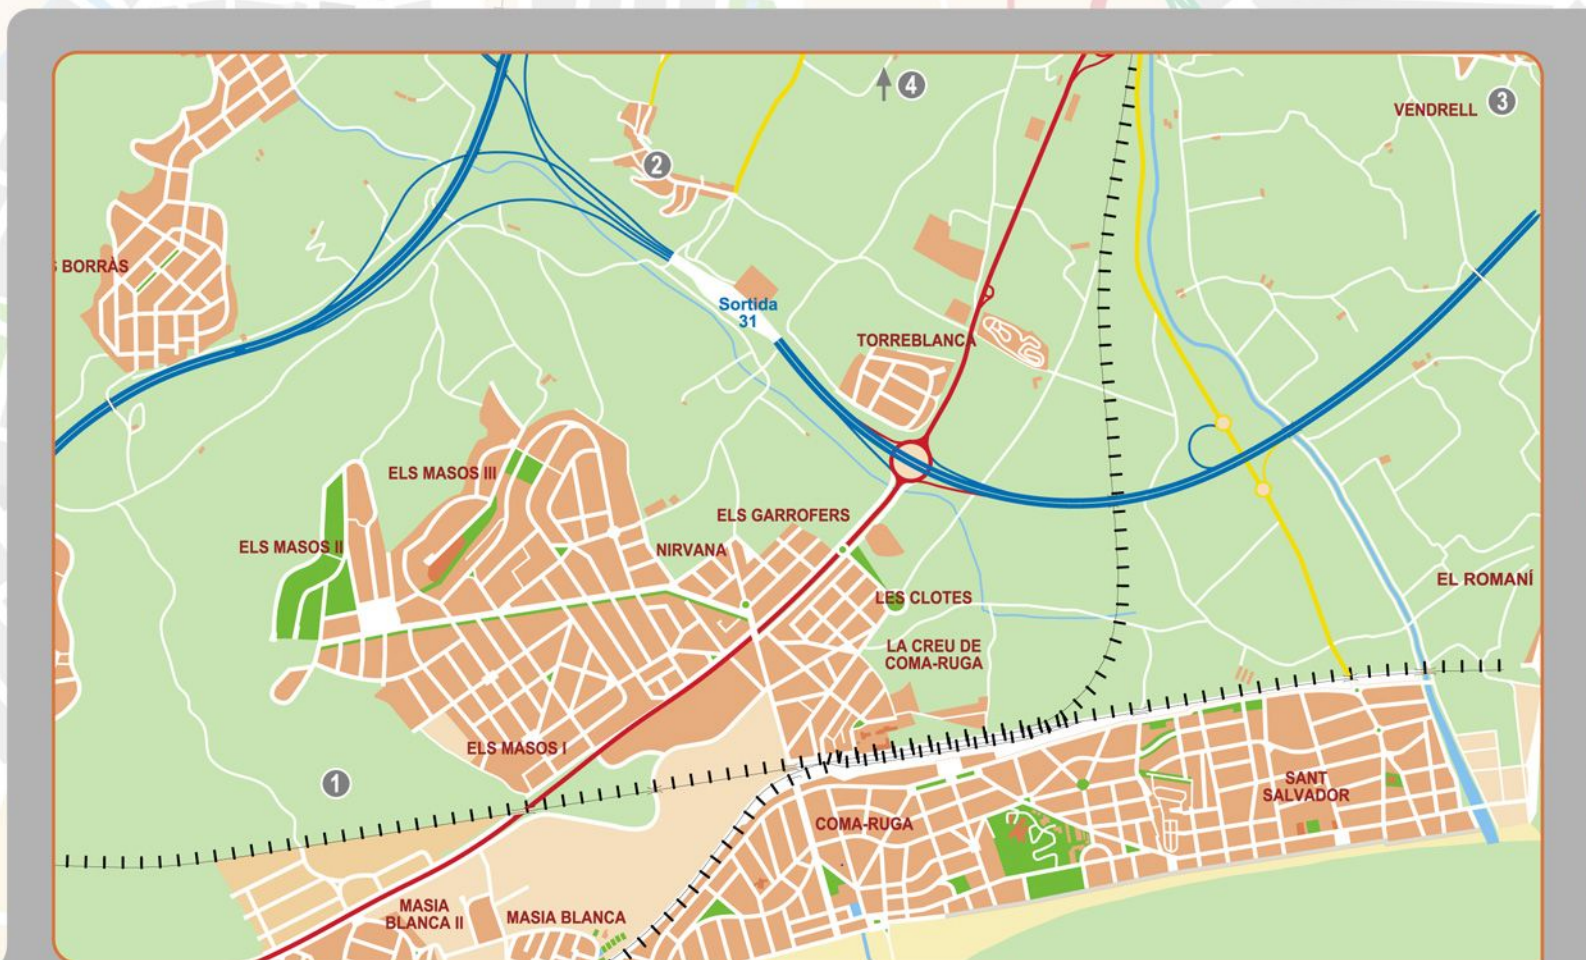 4
3
VENDRELL
2
S BORRÀS
Sortida
31
TORREBLANCA
ELS MASOS III
ELS GARROFERS
ELS MASOS II
NIRVANA
EL ROMANÍ
LES CLOTES
LA CREU DE
COMA-RUGA
ELS MASOS I
1
SANT
SALVADOR
COMA-RUGA
MASIA
BLANCA II
MASIA BLANCA